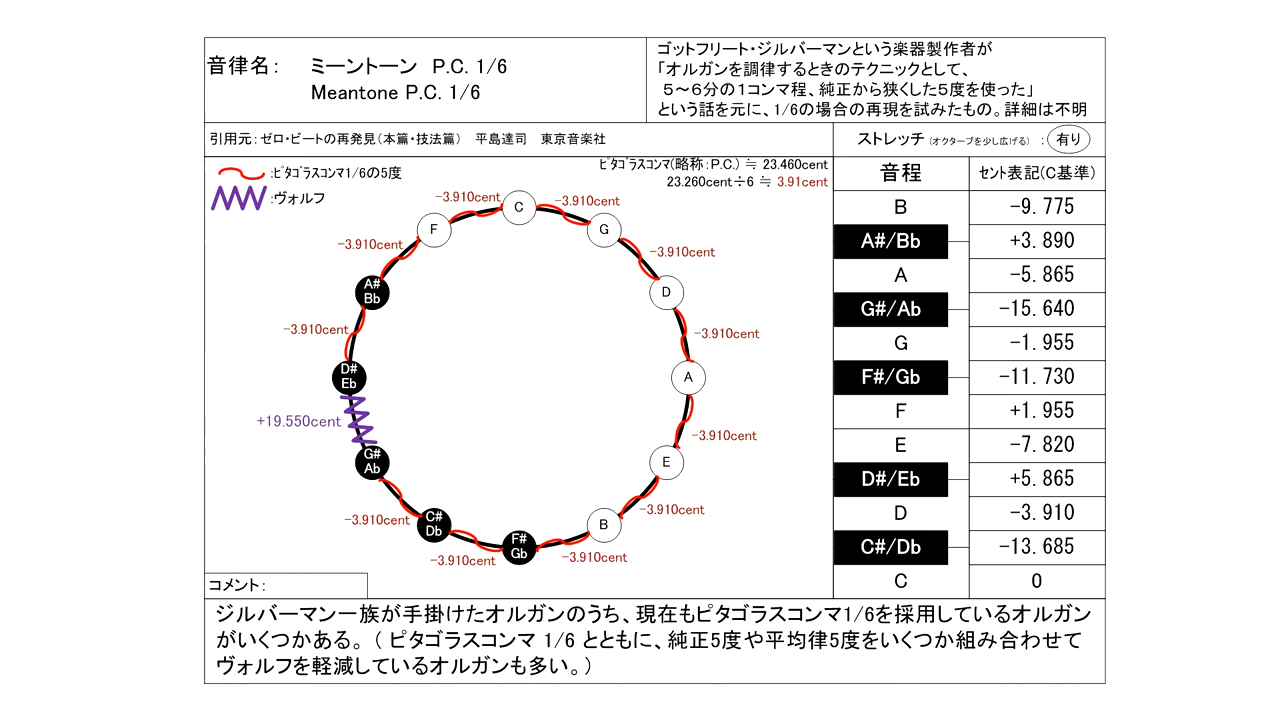 音律名： ミーントーン P.C. 1/6
Meantone P.C. 1/6
ゴットフリート・ジルバーマンという楽器製作者が
「オルガンを調律するときのテクニックとして、
５～６分の１コンマ程、純正から狭くした５度を使った」
という話を元に、1/6の場合の再現を試みたもの。詳細は不明
引用元：ゼロ・ビートの再発見（本篇・技法篇） 平島達司 東京音楽社
ストレッチ（オクターブを少し広げる）：有り
:ﾋﾟﾀｺﾞﾗｽコンマ1/6の5度
:ヴォルフ
ﾋﾟﾀｺﾞﾗｽコンマ(略称：P.C.) ≒ 23.460cent
23.260cent÷6 ≒ 3.91cent
-3.910cent
-3.910cent
-3.910cent
-3.910cent
-3.910cent
-3.910cent
-3.910cent
-3.910cent
-3.910cent
-3.910cent
-3.910cent
+19.550cent
C
G
D
A
E
B
F#
Gb
C#
Db
G#
Ab
D#
Eb
A#
Bb
F
音程 セント表記(C基準)
B -9.775
A#/Bb +3.890
A -5.865
G#/Ab -15.640
G -1.955
F#/Gb -11.730
F +1.955
E -7.820
D#/Eb +5.865
D -3.910
C#/Db -13.685
C 0
コメント：
ジルバーマン一族が手掛けたオルガンのうち、現在もピタゴラスコンマ1/6を採用しているオルガン
がいくつかある。（ ピタゴラスコンマ 1/6 とともに、純正5度や平均律5度をいくつか組み合わせて
ヴォルフを軽減しているオルガンも多い。）